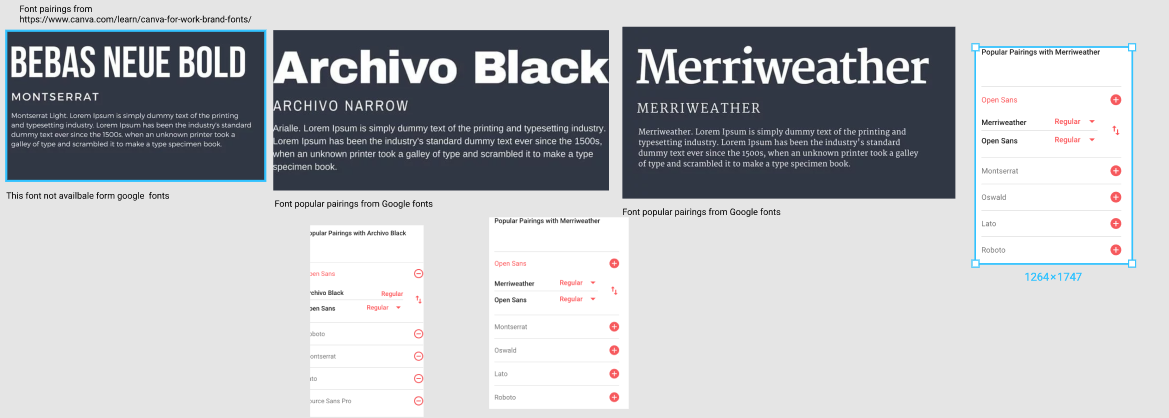 Font pairings from
https://www.canva.com/learn/canva-for-work-brand-fonts/
BEBAS NEUE BOLD
MONTSERRAT
Montserrat Light. Lorem Ipsum is simply dummy text of the printing
and typesetting industry. Lorem Ipsum has been the industry's standard
dummy text ever since the 1500s, when an unknown printer took a
galley of type and scrambled it to make a type specimen book.
This font not availbale form google fonts
Archivo Black
ARCHIVO NARROW
Arialle. Lorem Ipsum is simply dummy text of the printing and typesetting industry.
Lorem Ipsum has been the industry's standard dummy text ever since the 1500s,
when an unknown printer took a galley of type and scrambled it to make a type
specimen book.
Font popular pairings from Google fonts
Merriweather
MERRIWEATHER
Merriweather. Lorem Ipsum is simply dummy text of the printing and
typesetting industry. Lorem Ipsum has been the industry's standard
dummy text ever since the 1500s, when an unknown printer took a galley
of type and scrambled it to make a type specimen book.
Font popular pairings from Google fonts
Popular Pairings with Merriweather
Open Sans
Merriweather Regular
Open Sans Regular
Montserrat
Oswald
Lato
Roboto
1264×1747
opular Pairings with Archivo Black
pen Sans
rchivo Black Regular
pen Sans Regular
oboto
ontserrat
ato
ource Sans Pro
Popular Pairings with Merriweather
Open Sans
Merriweather Regular
Open Sans Regular
Montserrat
Oswald
Lato
Roboto